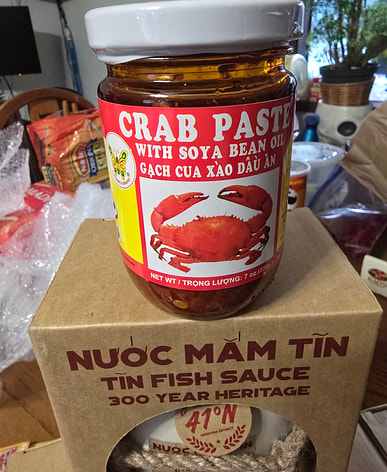 CRAB PASTE
WITH SOYA BEAN OIL
GẠCH CUA XÀO DẦU ĂN
NET WT / TRỌNG LƯỢNG: 7 oz
NƯỚC MẮM TĨN
TĨN FISH SAUCE
300 YEAR HERITAGE
41°N
NƯỚC